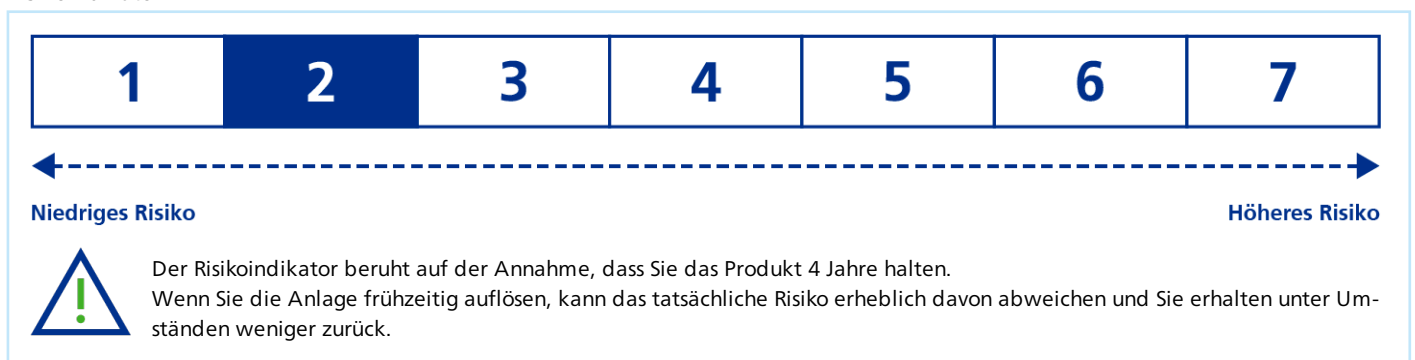 1 2 3 4 5 6 7
Niedriges Risiko Höheres Risiko
Der Risikoindikator beruht auf der Annahme, dass Sie das Produkt 4 Jahre halten.
Wenn Sie die Anlage frühzeitig auflösen, kann das tatsächliche Risiko erheblich davon abweichen und Sie erhalten unter Um-
ständen weniger zurück.